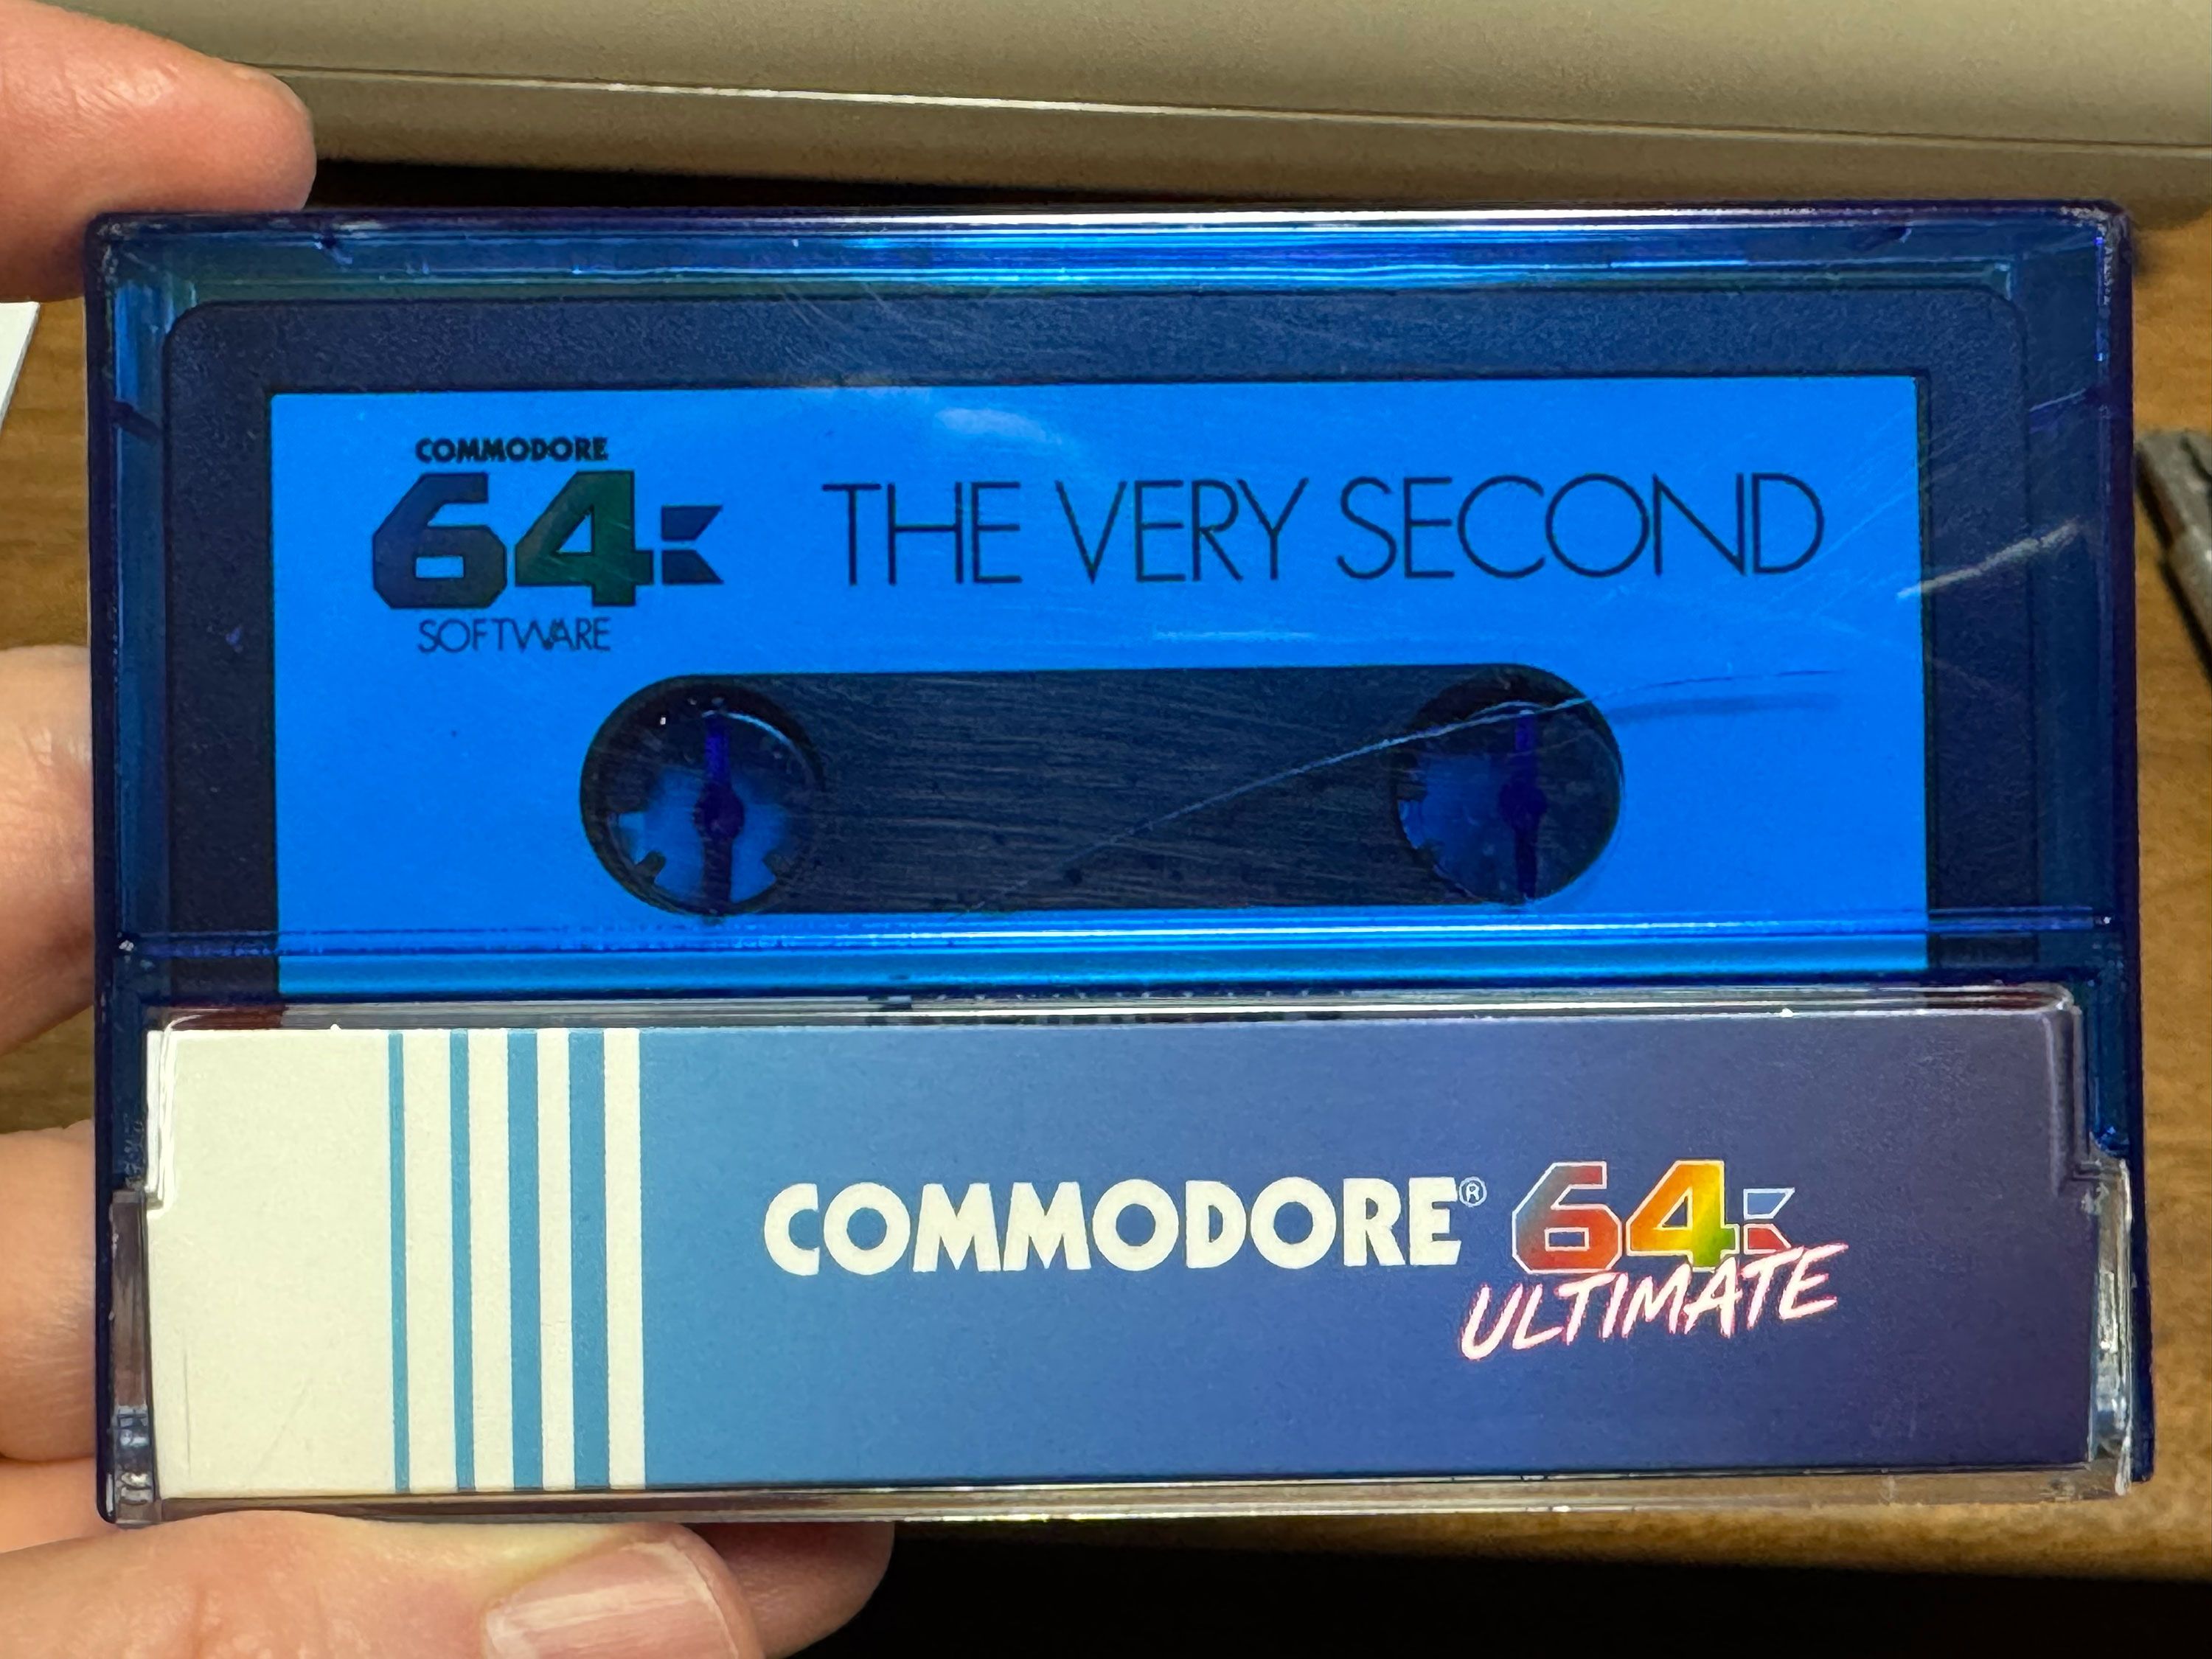 COMMODORE
64
SOFTWARE
THE VERY SECOND
COMMODORE® 64
ULTIMATE